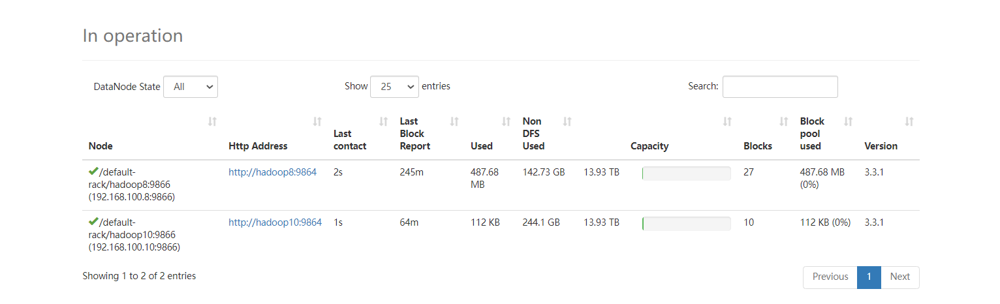 In operation
DataNode State All Show 25 entries Search:
Node Http Address Last contact Last Block Report Used Non DFS Used Capacity Blocks Block pool used Version
/default-rack/hadoop8:9866 (192.168.100.8:9866) http://hadoop8:9864 2s 245m 487.68 MB 142.73 GB 13.93 TB 27 487.68 MB (0%) 3.3.1
/default-rack/hadoop10:9866 (192.168.100.10:9866) http://hadoop10:9864 1s 64m 112 KB 244.1 GB 13.93 TB 10 112 KB (0%) 3.3.1
Showing 1 to 2 of 2 entries Previous 1 Next